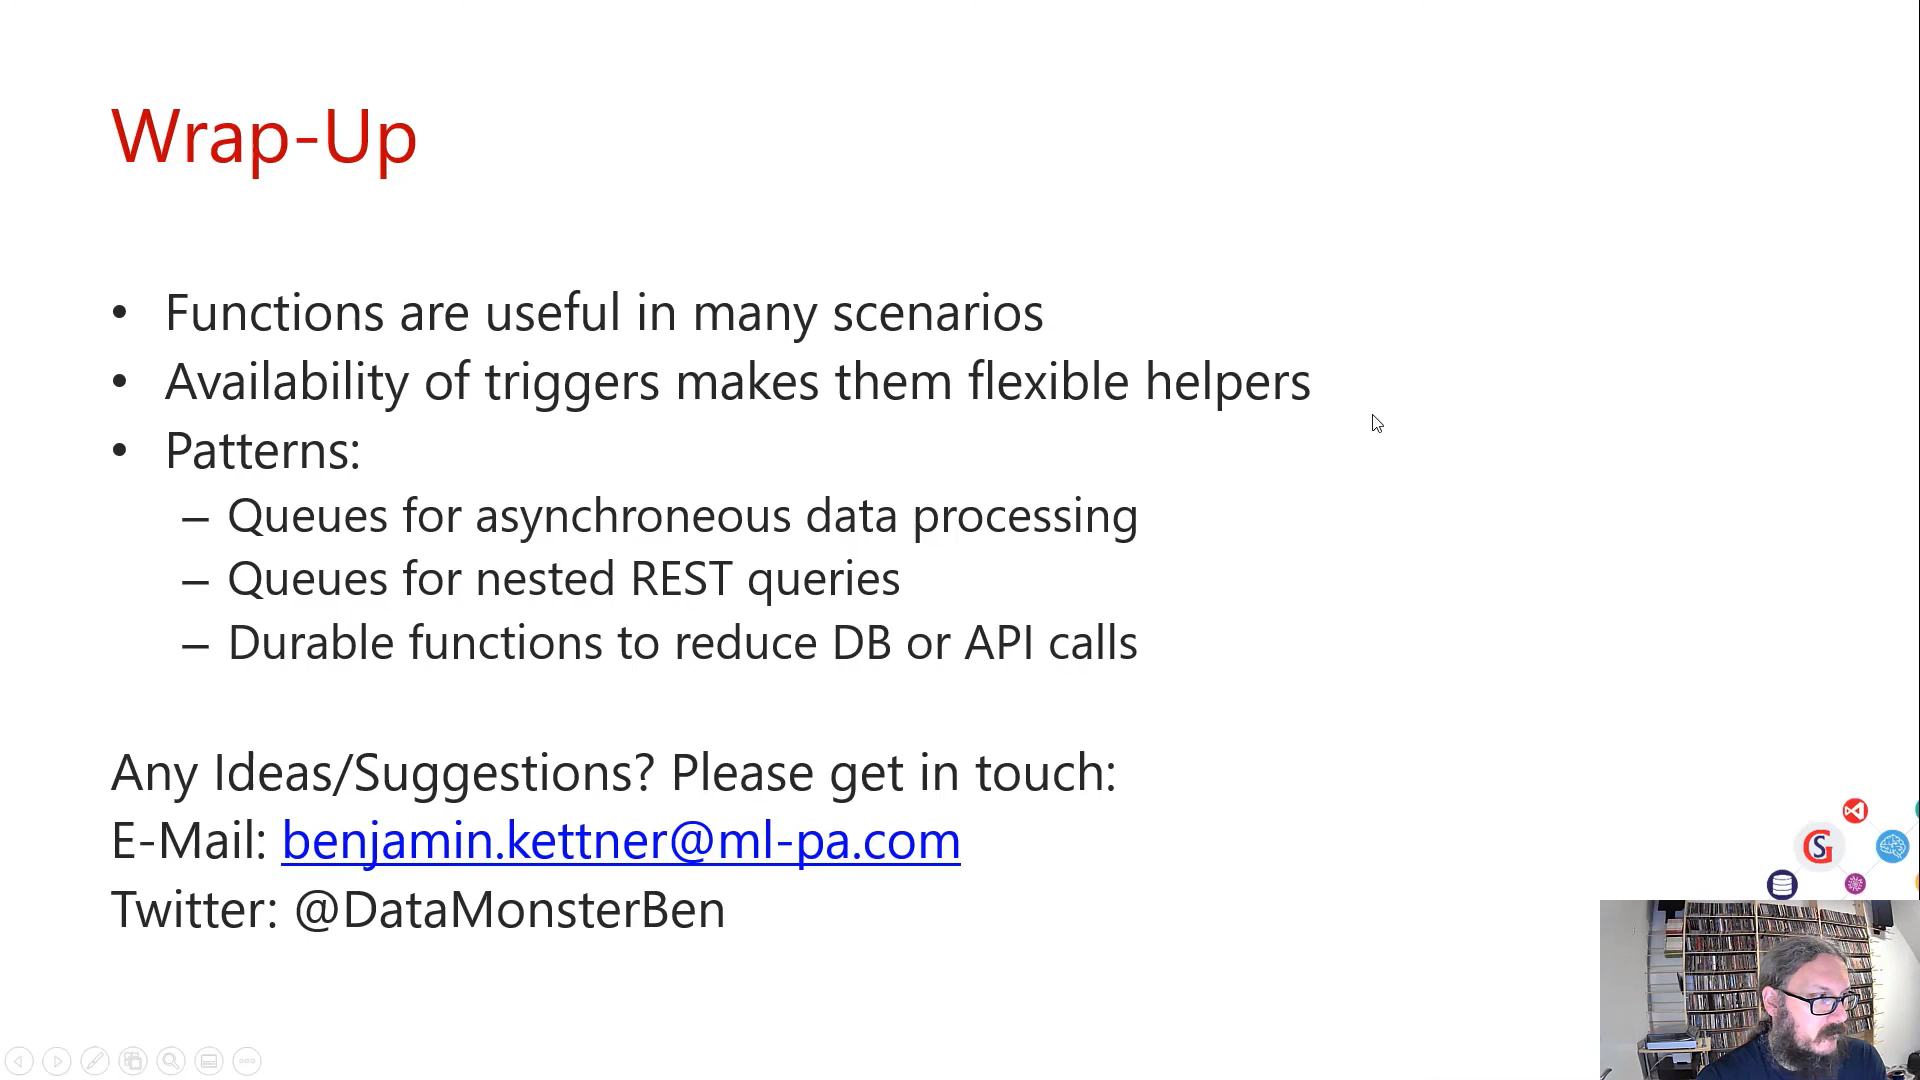 Wrap-Up
• Functions are useful in many scenarios
• Availability of triggers makes them flexible helpers
• Patterns:
– Queues for asynchroneous data processing
– Queues for nested REST queries
– Durable functions to reduce DB or API calls
Any Ideas/Suggestions? Please get in touch:
E-Mail: benjamin.kettner@ml-pa.com
Twitter: @DataMonsterBen